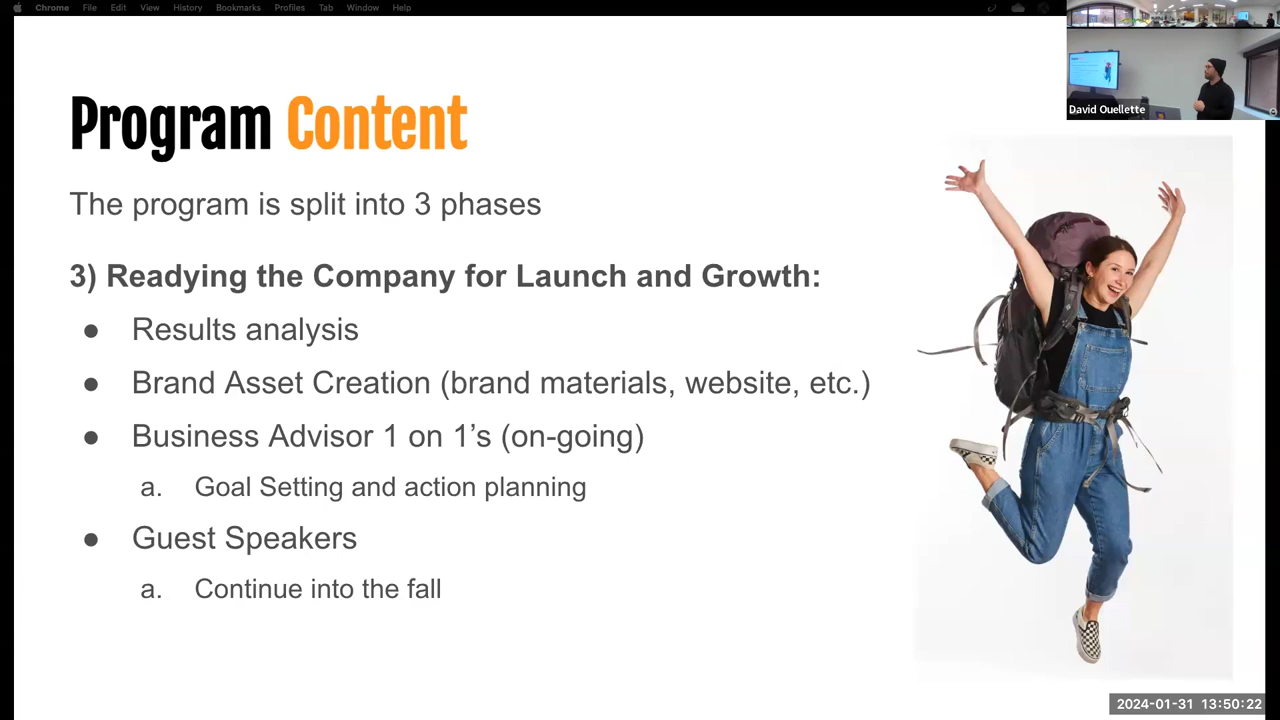 Chrome File Edit View History Bookmarks Profiles Tab Window Help
David Ouellette
Program Content
The program is split into 3 phases
3) Readying the Company for Launch and Growth:
● Results analysis
● Brand Asset Creation (brand materials, website, etc.)
● Business Advisor 1 on 1’s (on-going)
a. Goal Setting and action planning
● Guest Speakers
a. Continue into the fall
2024-01-31 13:50:22